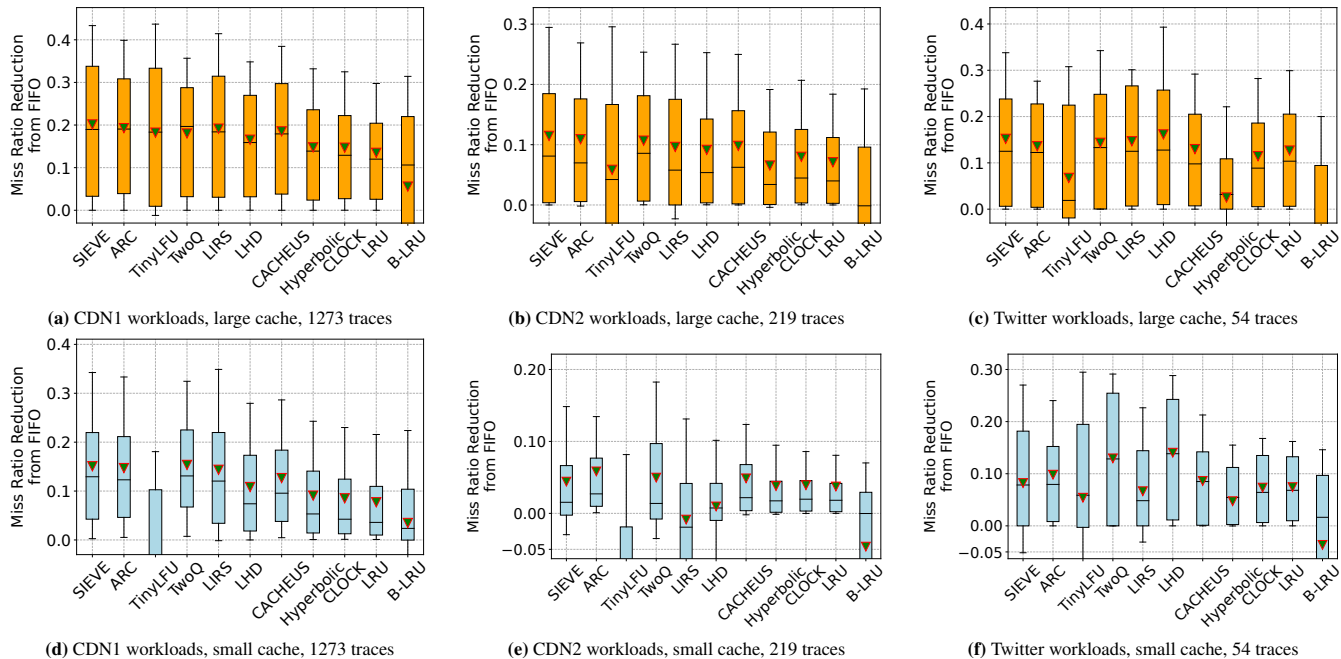 Miss Ratio Reduction
from FIFO
0.4
0.3
0.2
0.1
0.0
SIEVE
ARC
TinyLFU
TwoQ
LIRS
LHD
CACHEUS
Hyperbolic
CLOCK
LRU
B-LRU
(a) CDN1 workloads, large cache, 1273 traces
Miss Ratio Reduction
from FIFO
0.3
0.2
0.1
0.0
SIEVE
ARC
TinyLFU
TwoQ
LIRS
LHD
CACHEUS
Hyperbolic
CLOCK
LRU
B-LRU
(b) CDN2 workloads, large cache, 219 traces
Miss Ratio Reduction
from FIFO
0.4
0.3
0.2
0.1
0.0
SIEVE
ARC
TinyLFU
TwoQ
LIRS
LHD
CACHEUS
Hyperbolic
CLOCK
LRU
B-LRU
(c) Twitter workloads, large cache, 54 traces
Miss Ratio Reduction
from FIFO
0.4
0.3
0.2
0.1
0.0
SIEVE
ARC
TinyLFU
TwoQ
LIRS
LHD
CACHEUS
Hyperbolic
CLOCK
LRU
B-LRU
(d) CDN1 workloads, small cache, 1273 traces
Miss Ratio Reduction
from FIFO
0.20
0.10
0.00
−0.05
SIEVE
ARC
TinyLFU
TwoQ
LIRS
LHD
CACHEUS
Hyperbolic
CLOCK
LRU
B-LRU
(e) CDN2 workloads, small cache, 219 traces
Miss Ratio Reduction
from FIFO
0.30
0.20
0.10
0.00
−0.05
SIEVE
ARC
TinyLFU
TwoQ
LIRS
LHD
CACHEUS
Hyperbolic
CLOCK
LRU
B-LRU
(f) Twitter workloads, small cache, 54 traces